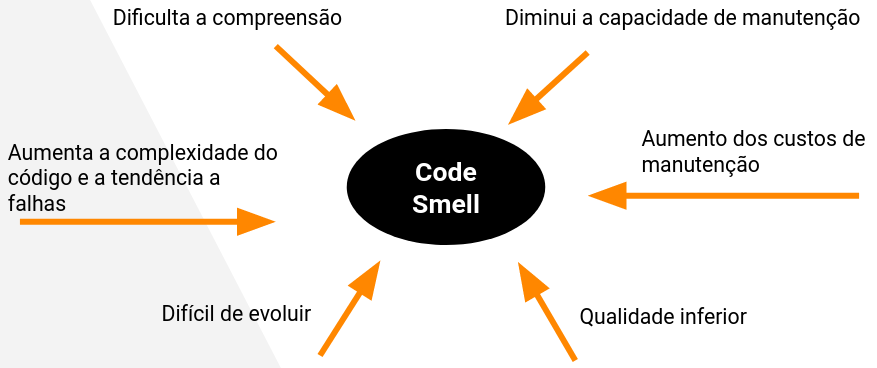 Dificulta a compreensão
Diminui a capacidade de manutenção
Aumenta a complexidade do
código e a tendência a
falhas
Code
Smell
Aumento dos custos de
manutenção
Difícil de evoluir
Qualidade inferior